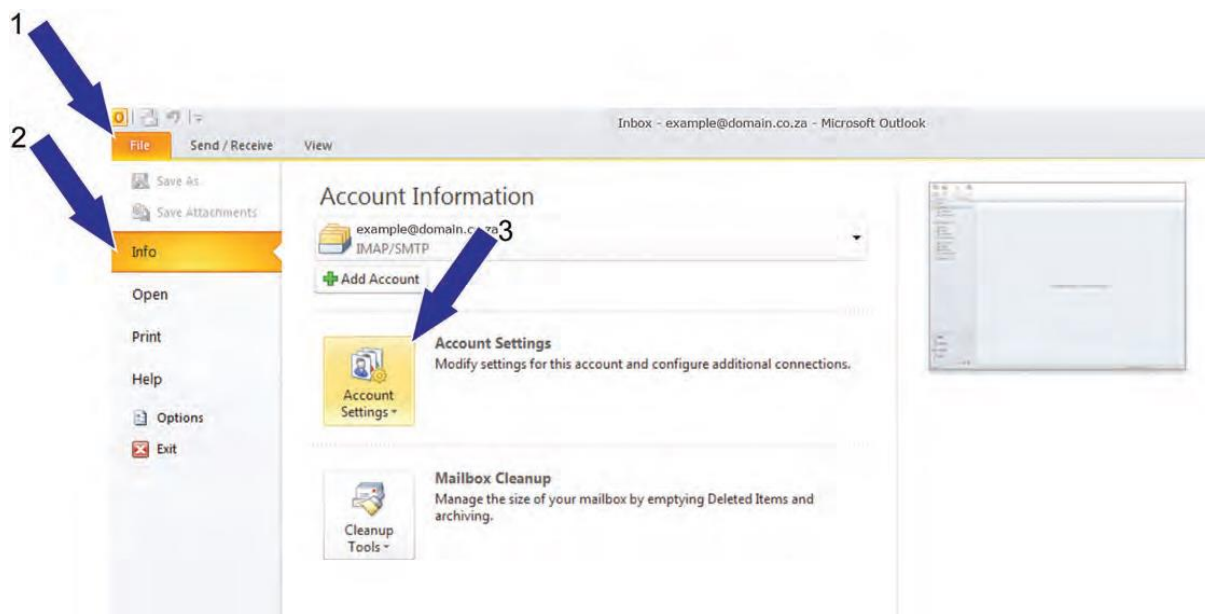 1
Inbox - example@domain.co.za - Microsoft Outlook
2
File Send / Receive View
Save As
Save Attachments
Info
Open
Print
Help
Options
Exit
Account Information
example@domain.co.za
3
IMAP/SMTP
Add Account
Account Settings
Account Settings
Modify settings for this account and configure additional connections.
Cleanup Tools
Mailbox Cleanup
Manage the size of your mailbox by emptying Deleted Items and
archiving.